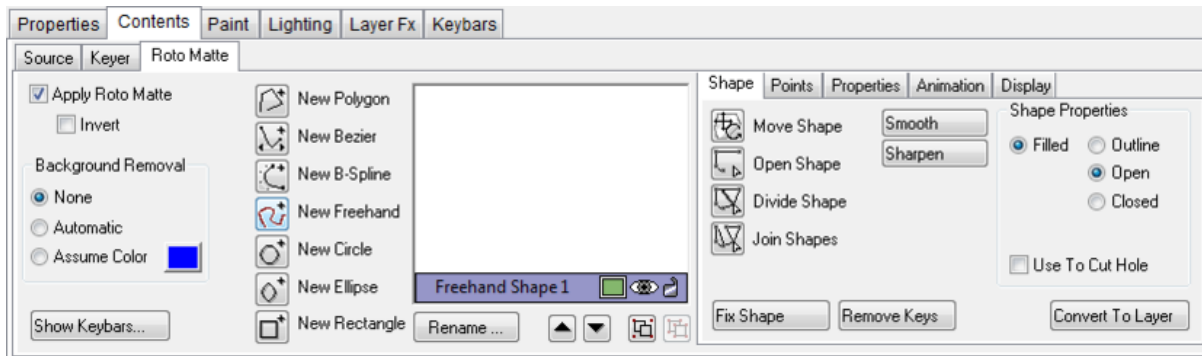 Properties Contents Paint Lighting Layer Fx Keybars
Source Keyer Roto Matte
Apply Roto Matte
Invert
Background Removal
None
Automatic
Assume Color
Show Keybars...
New Polygon
New Bezier
New B-Spline
New Freehand
New Circle
New Ellipse
New Rectangle
Freehand Shape 1
Rename ...
Shape Points Properties Animation Display
Move Shape
Open Shape
Divide Shape
Join Shapes
Smooth
Sharpen
Shape Properties
Filled Outline
Open
Closed
Use To Cut Hole
Fix Shape Remove Keys Convert To Layer